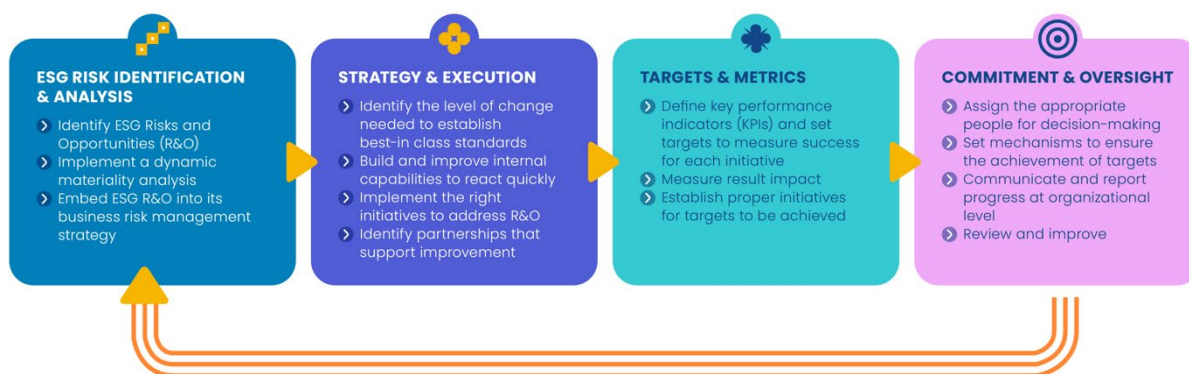 ESG RISK IDENTIFICATION
& ANALYSIS
Identify ESG Risks and
Opportunities (R&O)
Implement a dynamic
materiality analysis
Embed ESG R&O into its
business risk management
strategy
STRATEGY & EXECUTION
Identify the level of change
needed to establish
best-in class standards
Build and improve internal
capabilities to react quickly
Implement the right
initiatives to address R&O
Identify partnerships that
support improvement
TARGETS & METRICS
Define key performance
indicators (KPIs) and set
targets to measure success
for each initiative
Measure result impact
Establish proper initiatives
for targets to be achieved
COMMITMENT & OVERSIGHT
Assign the appropriate
people for decision-making
Set mechanisms to ensure
the achievement of targets
Communicate and report
progress at organizational
level
Review and improve